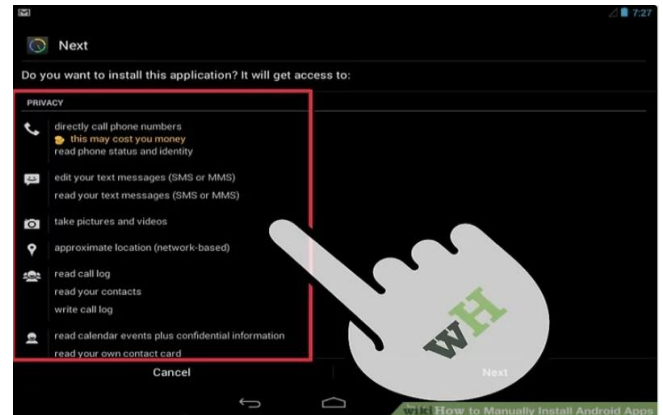 7:27
Next
Do you want to install this application? It will get access to:
PRIVACY
directly call phone numbers
this may cost you money
read phone status and identity
edit your text messages (SMS or MMS)
read your text messages (SMS or MMS)
take pictures and videos
approximate location (network-based)
read call log
read your contacts
write call log
read calendar events plus confidential information
read your own contact card
Cancel
Next
wH
wikiHow to Manually Install Android Apps